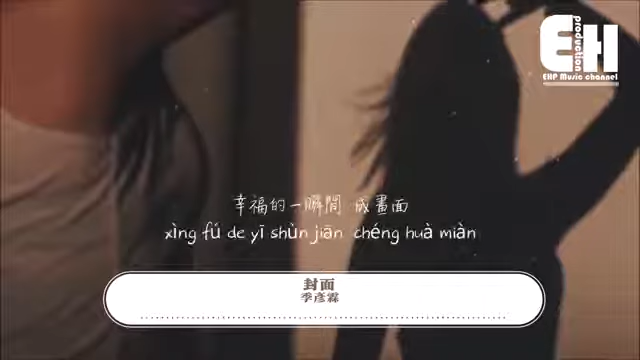 EH
production
EHP Music channel
幸福的一瞬間 成畫面
xìng fú de yī shùn jiān chéng huà miàn
封面
季彥霖